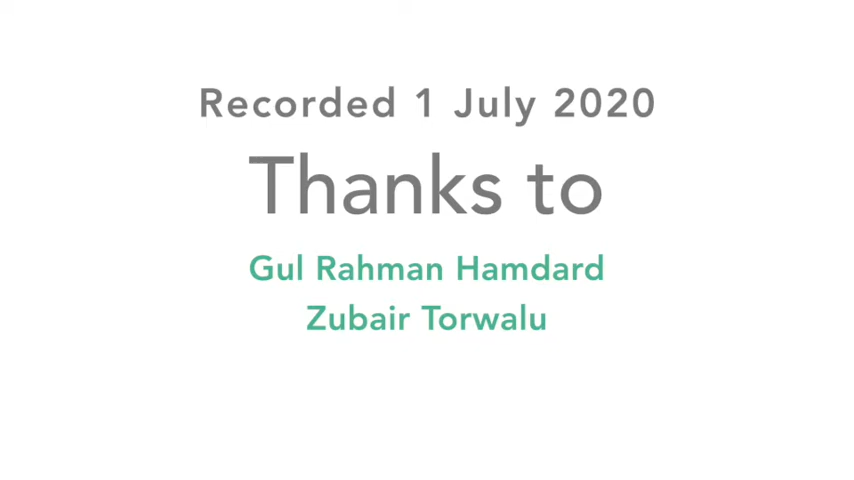 Recorded 1 July 2020
Thanks to
Gul Rahman Hamdard
Zubair Torwalu